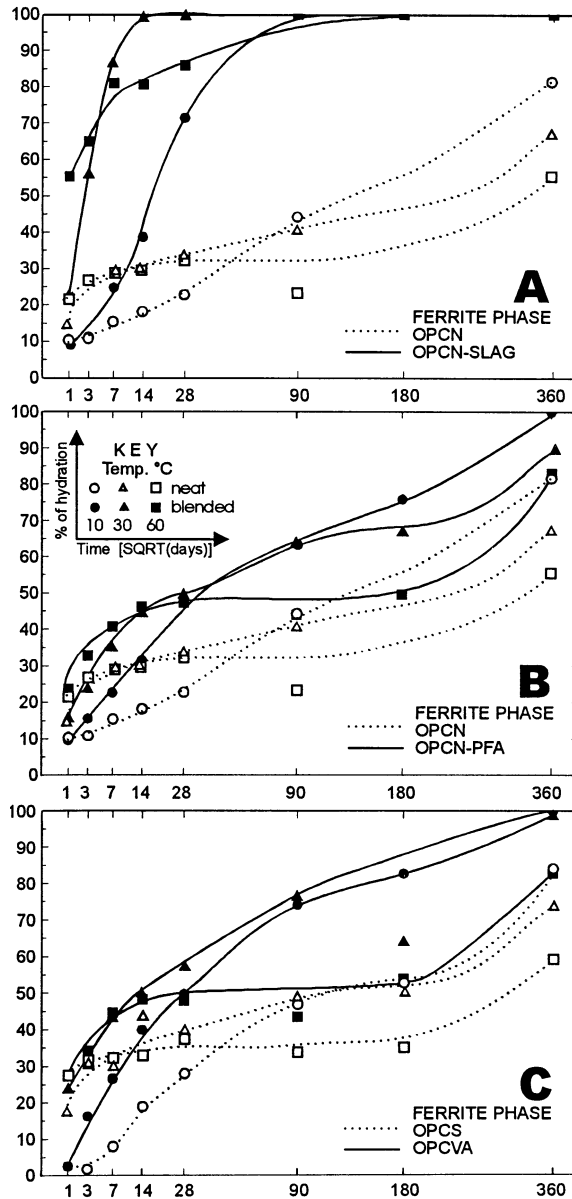 100
90
80
70
60
50
40
30
20
10
0
A
FERRITE PHASE
OPCN
OPCN-SLAG
1 3 7 14 28 90 180 360
100
90
80
70
60
50
40
30
20
10
0
% of hydration
KEY
Temp. °C
neat
blended
10 30 60
Time [SQRT(days)]
B
FERRITE PHASE
OPCN
OPCN-PFA
1 3 7 14 28 90 180 360
100
90
80
70
60
50
40
30
20
10
0
C
FERRITE PHASE
OPCS
OPCVA
1 3 7 14 28 90 180 360